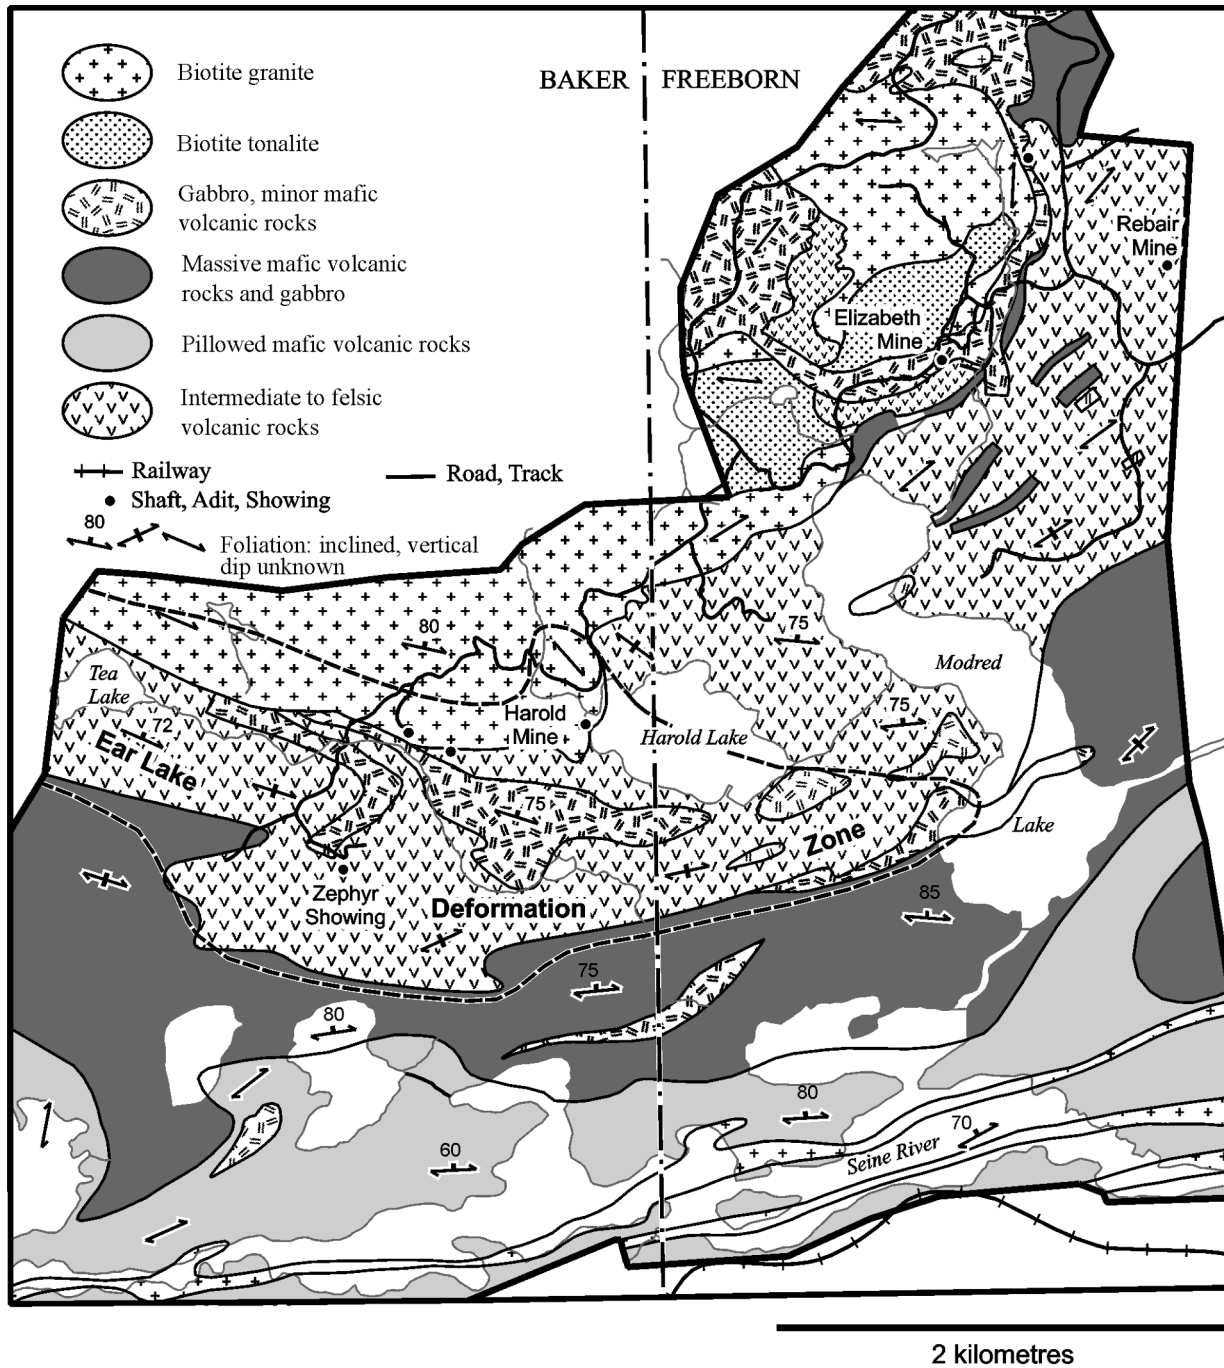 BAKER FREEBORN
Biotite granite
Biotite tonalite
Gabbro, minor mafic
volcanic rocks
Massive mafic volcanic
rocks and gabbro
Pillowed mafic volcanic rocks
Intermediate to felsic
volcanic rocks
Railway
Road, Track
Shaft, Adit, Showing
80
Foliation: inclined, vertical
dip unknown
Rebair
Mine
Elizabeth
Mine
80
75
Modred
Tea
Lake
72
Harold
Mine
Harold Lake
75
Ear Lake
75
Zone
Lake
Zephyr
Showing
Deformation
85
75
80
80
70
60
Seine River
2 kilometres